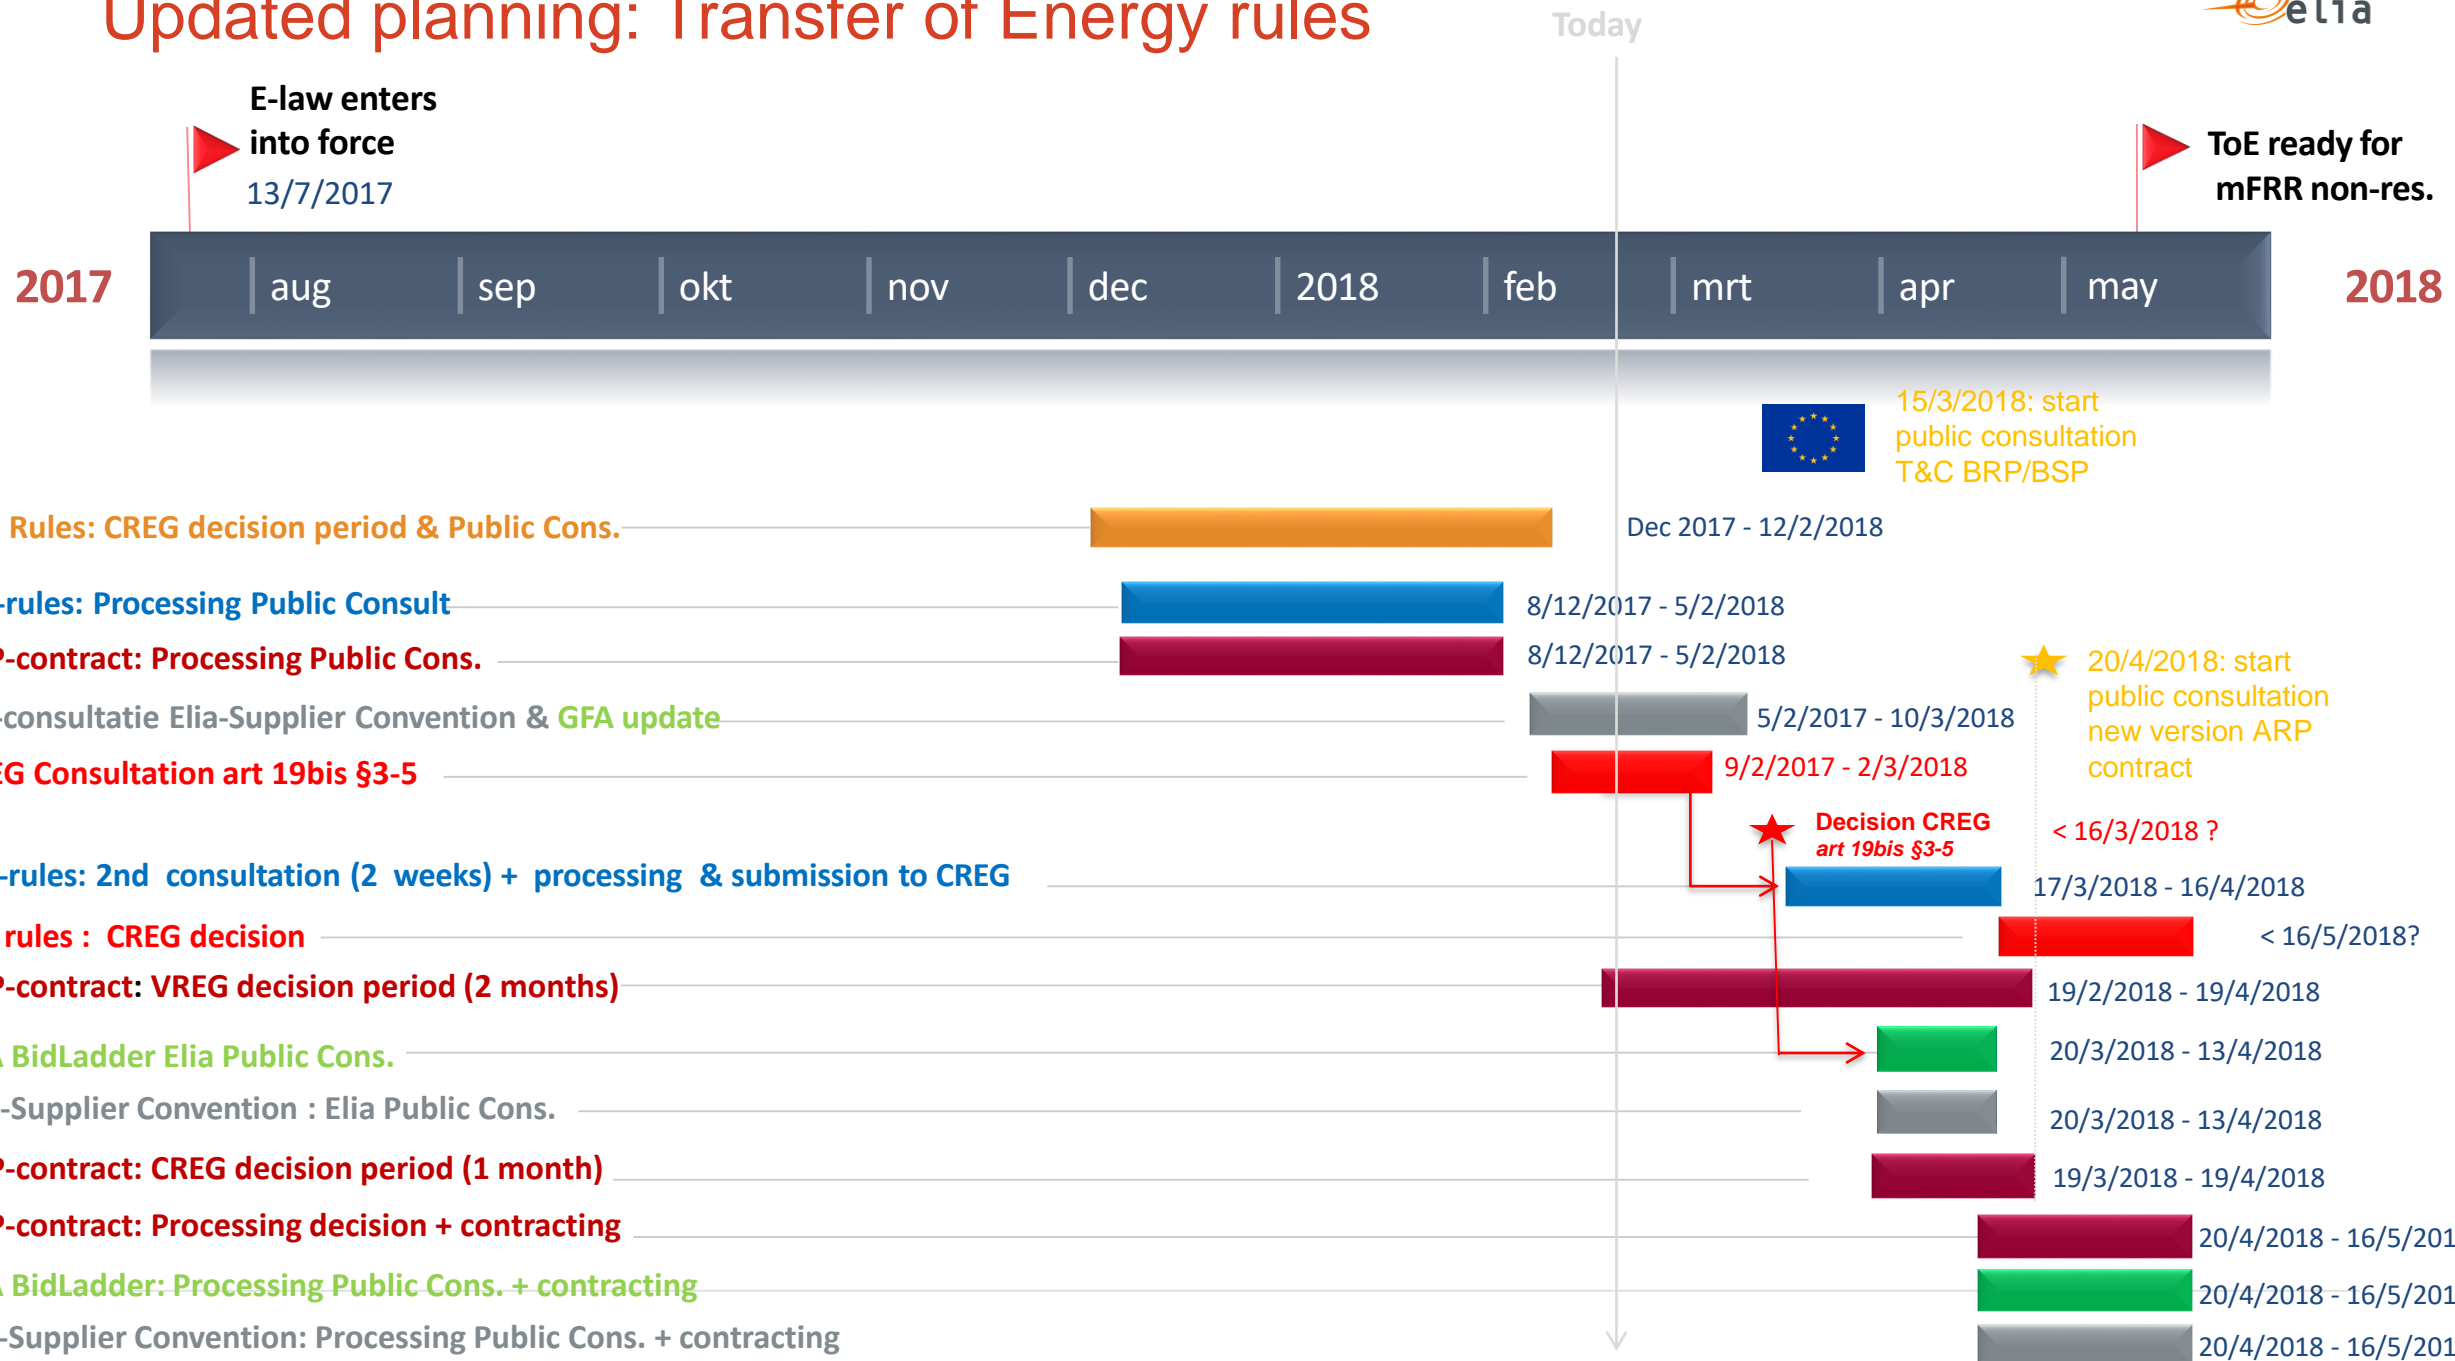 Updated planning: Transfer of Energy rules
elia
Today
E-law enters
into force
13/7/2017
ToE ready for
mFRR non-res.
2017
aug
sep
okt
nov
dec
2018
feb
mrt
apr
may
2018
15/3/2018: start
public consultation
T&C BRP/BSP
Rules: CREG decision period & Public Cons.
Dec 2017 - 12/2/2018
-rules: Processing Public Consult
8/12/2017 - 5/2/2018
P-contract: Processing Public Cons.
8/12/2017 - 5/2/2018
20/4/2018: start
public consultation
new version ARP
contract
-consultatie Elia-Supplier Convention & GFA update
5/2/2017 - 10/3/2018
EG Consultation art 19bis §3-5
9/2/2017 - 2/3/2018
Decision CREG
art 19bis §3-5
< 16/3/2018 ?
-rules: 2nd consultation (2 weeks) + processing & submission to CREG
17/3/2018 - 16/4/2018
rules : CREG decision
< 16/5/2018?
P-contract: VREG decision period (2 months)
19/2/2018 - 19/4/2018
A BidLadder Elia Public Cons.
20/3/2018 - 13/4/2018
-Supplier Convention : Elia Public Cons.
20/3/2018 - 13/4/2018
P-contract: CREG decision period (1 month)
19/3/2018 - 19/4/2018
P-contract: Processing decision + contracting
20/4/2018 - 16/5/201
A BidLadder: Processing Public Cons. + contracting
20/4/2018 - 16/5/201
-Supplier Convention: Processing Public Cons. + contracting
20/4/2018 - 16/5/201